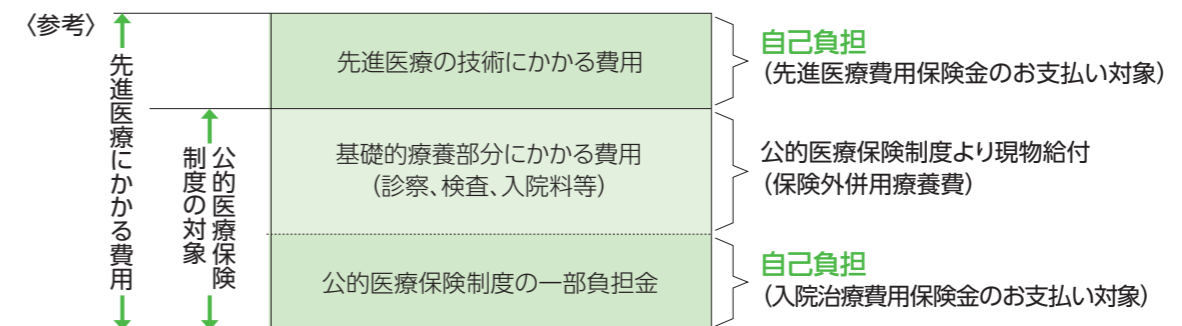 〈参考〉
先進医療にかかる費用
公的医療保険
制度の対象
先進医療の技術にかかる費用
自己負担
(先進医療費用保険金のお支払い対象)
基礎的療養部分にかかる費用
(診察、検査、入院料等)
公的医療保険制度より現物給付
(保険外併用療養費)
公的医療保険制度の一部負担金
自己負担
(入院治療費用保険金のお支払い対象)